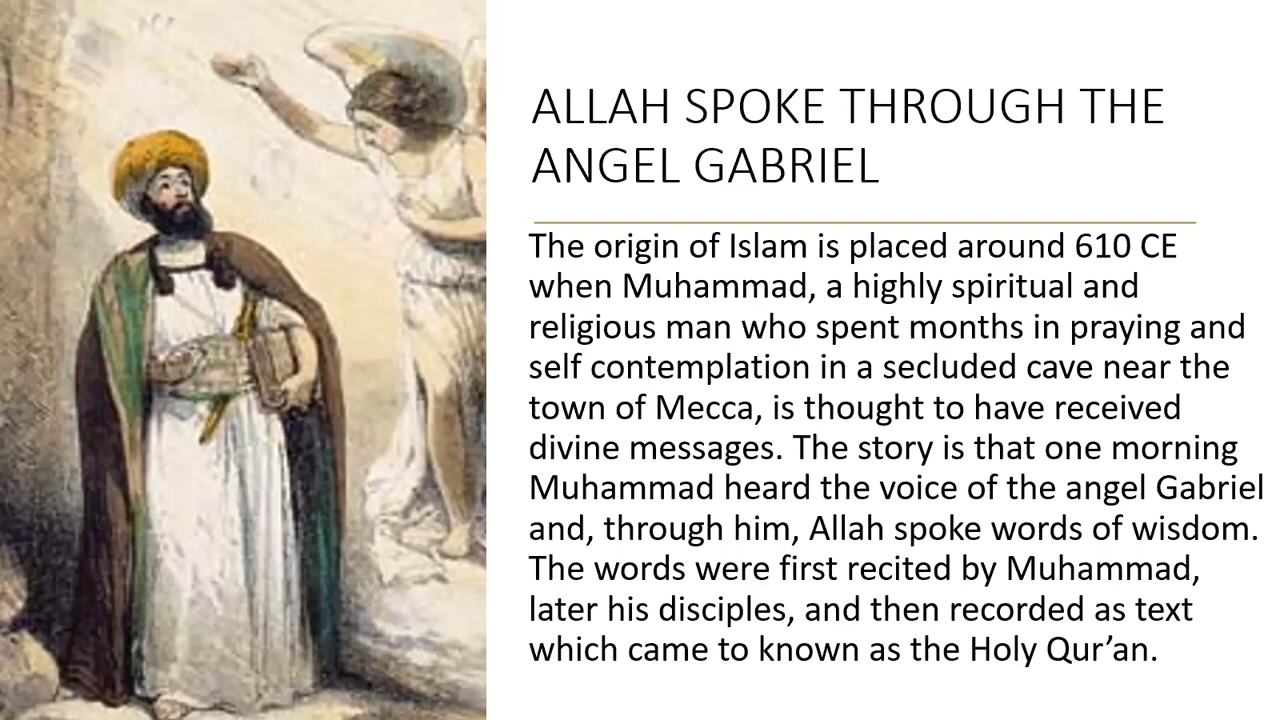 ALLAH SPOKE THROUGH THE
ANGEL GABRIEL
The origin of Islam is placed around 610 CE
when Muhammad, a highly spiritual and
religious man who spent months in praying and
self contemplation in a secluded cave near the
town of Mecca, is thought to have received
divine messages. The story is that one morning
Muhammad heard the voice of the angel Gabriel
and, through him, Allah spoke words of wisdom.
The words were first recited by Muhammad,
later his disciples, and then recorded as text
which came to known as the Holy Qur’an.